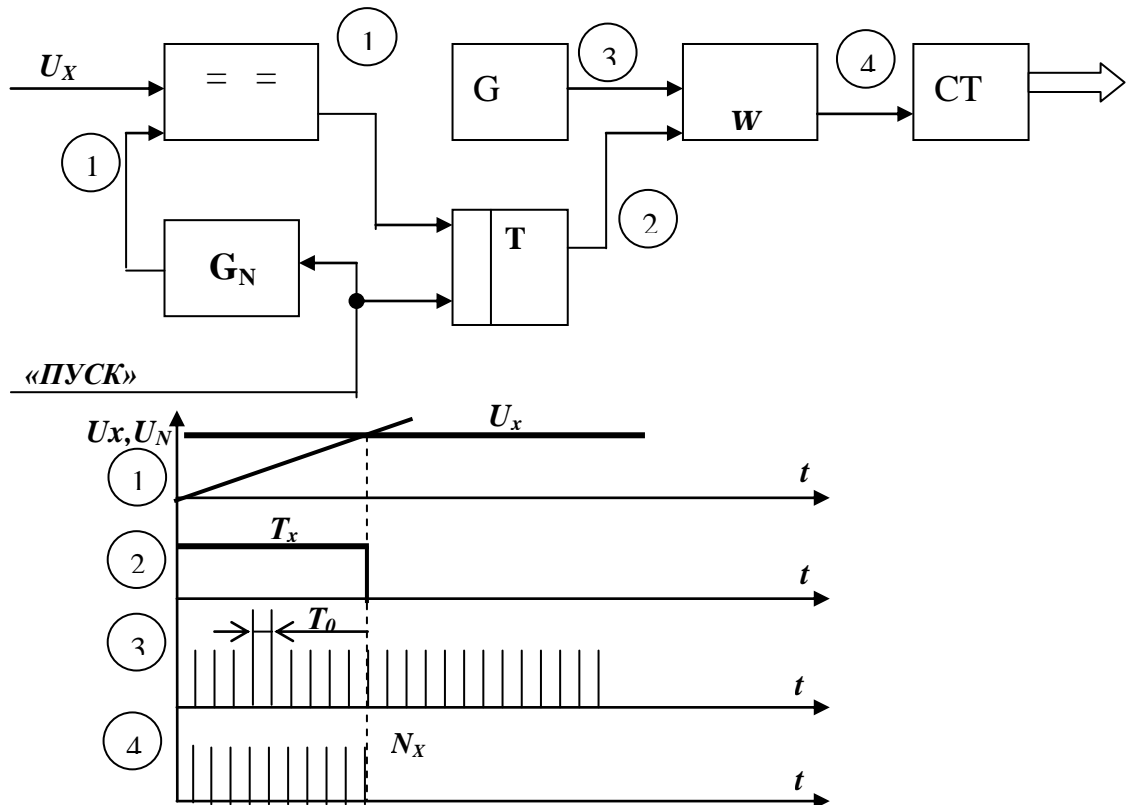 1
3
4
U_X
= =
G
W
CT
1
2
T
G_N
«ПУСК»
Ux, U_N
U_x
1
t
T_x
2
t
T_0
3
t
4
N_X
t